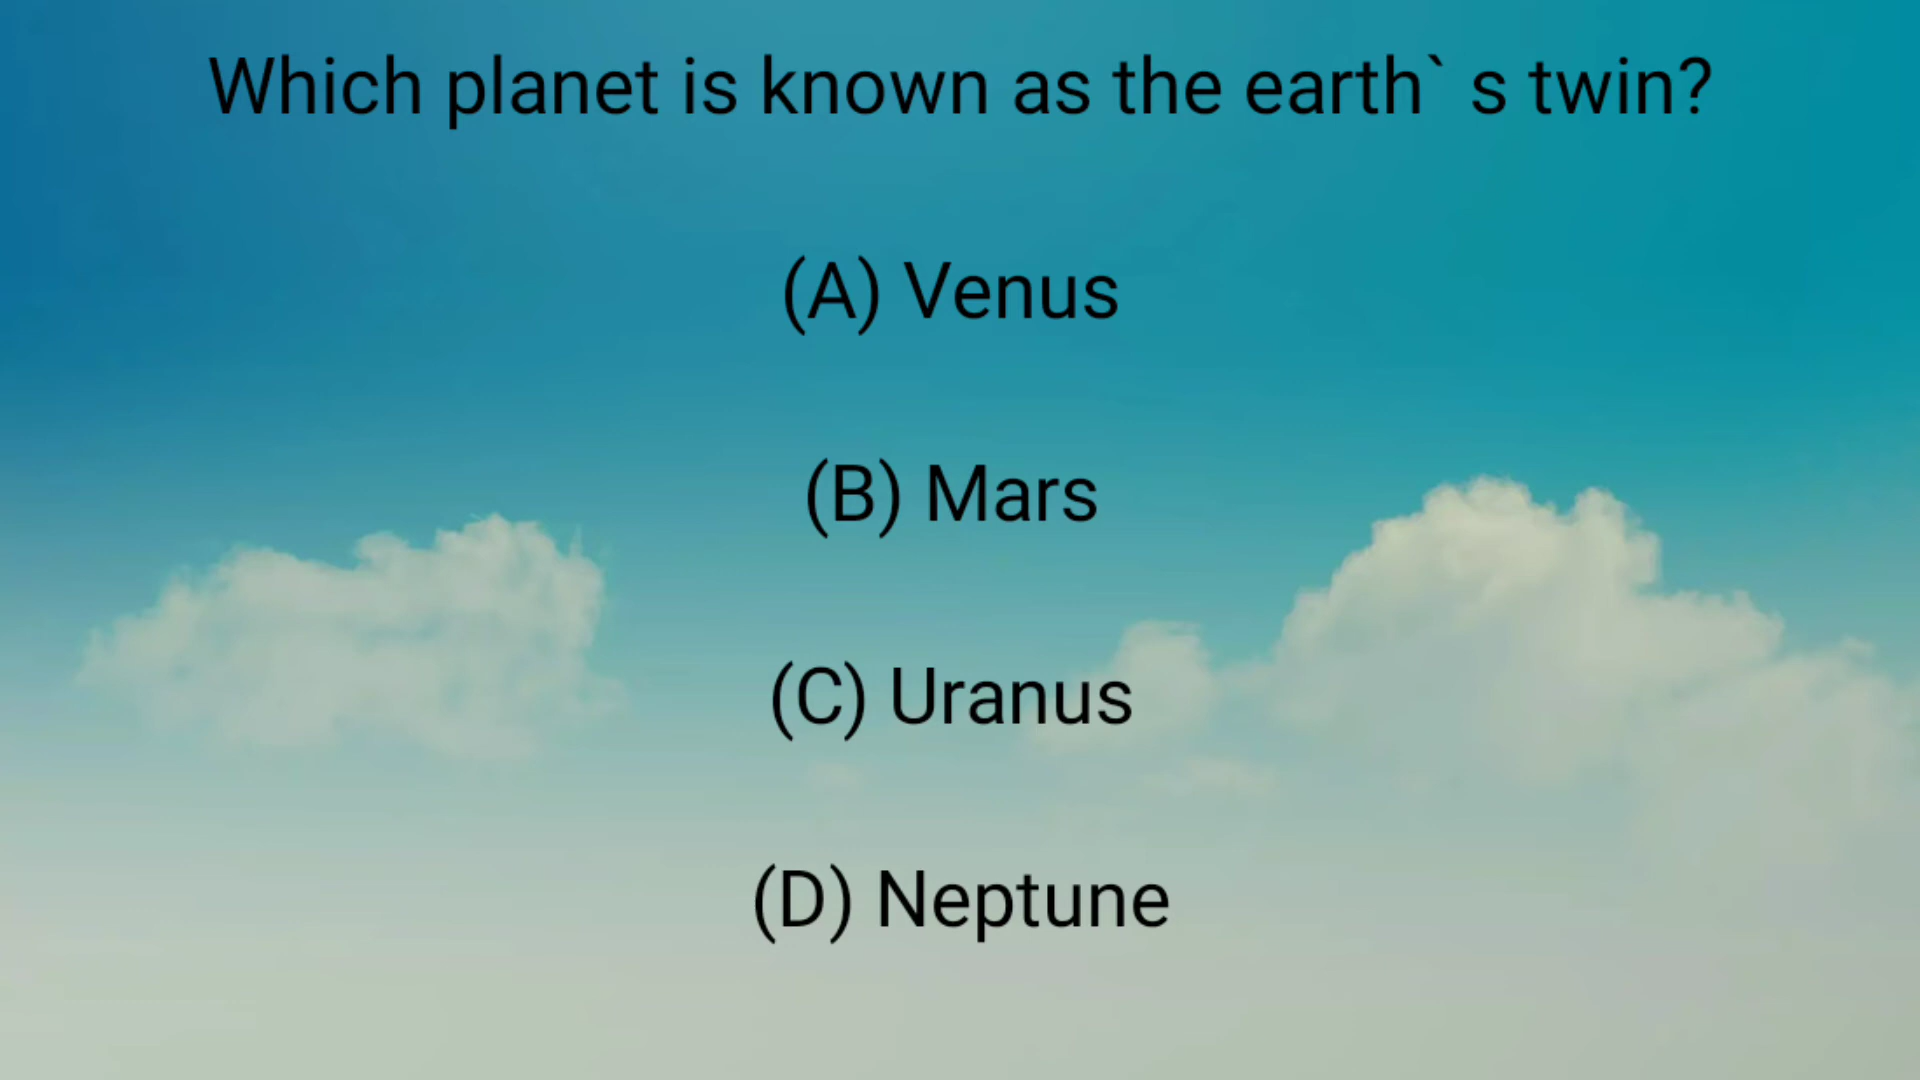 Which planet is known as the earth` s twin?
(A) Venus
(B) Mars
(C) Uranus
(D) Neptune